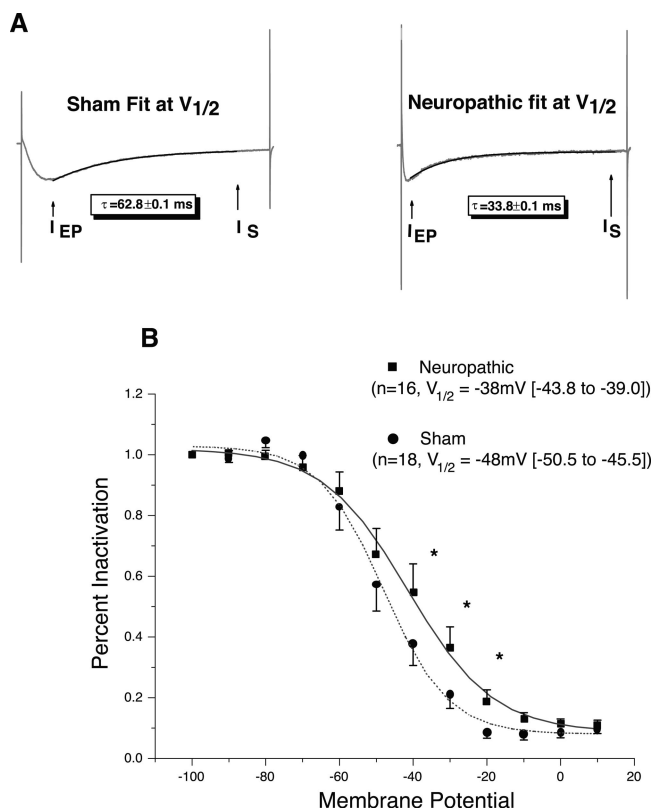 A
Sham Fit at V1/2
Neuropathic fit at V1/2
τ=62.8±0.1 ms
τ=33.8±0.1 ms
IEP
IS
IEP
IS
B
Neuropathic
(n=16, V1/2 = -38mV [-43.8 to -39.0])
Sham
(n=18, V1/2 = -48mV [-50.5 to -45.5])
1.2
1.0
0.8
0.6
0.4
0.2
0.0
Percent Inactivation
*
*
*
-100
-80
-60
-40
-20
0
20
Membrane Potential